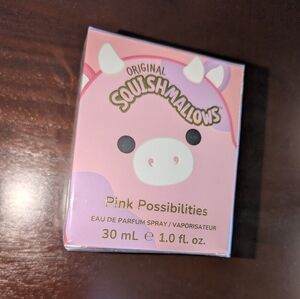 ORIGINAL
SQUISHMALLOWS
Pink Possibilities
EAU DE PARFUM SPRAY / VAPORISATEUR
30 mL ℮ 1.0 fl. oz.